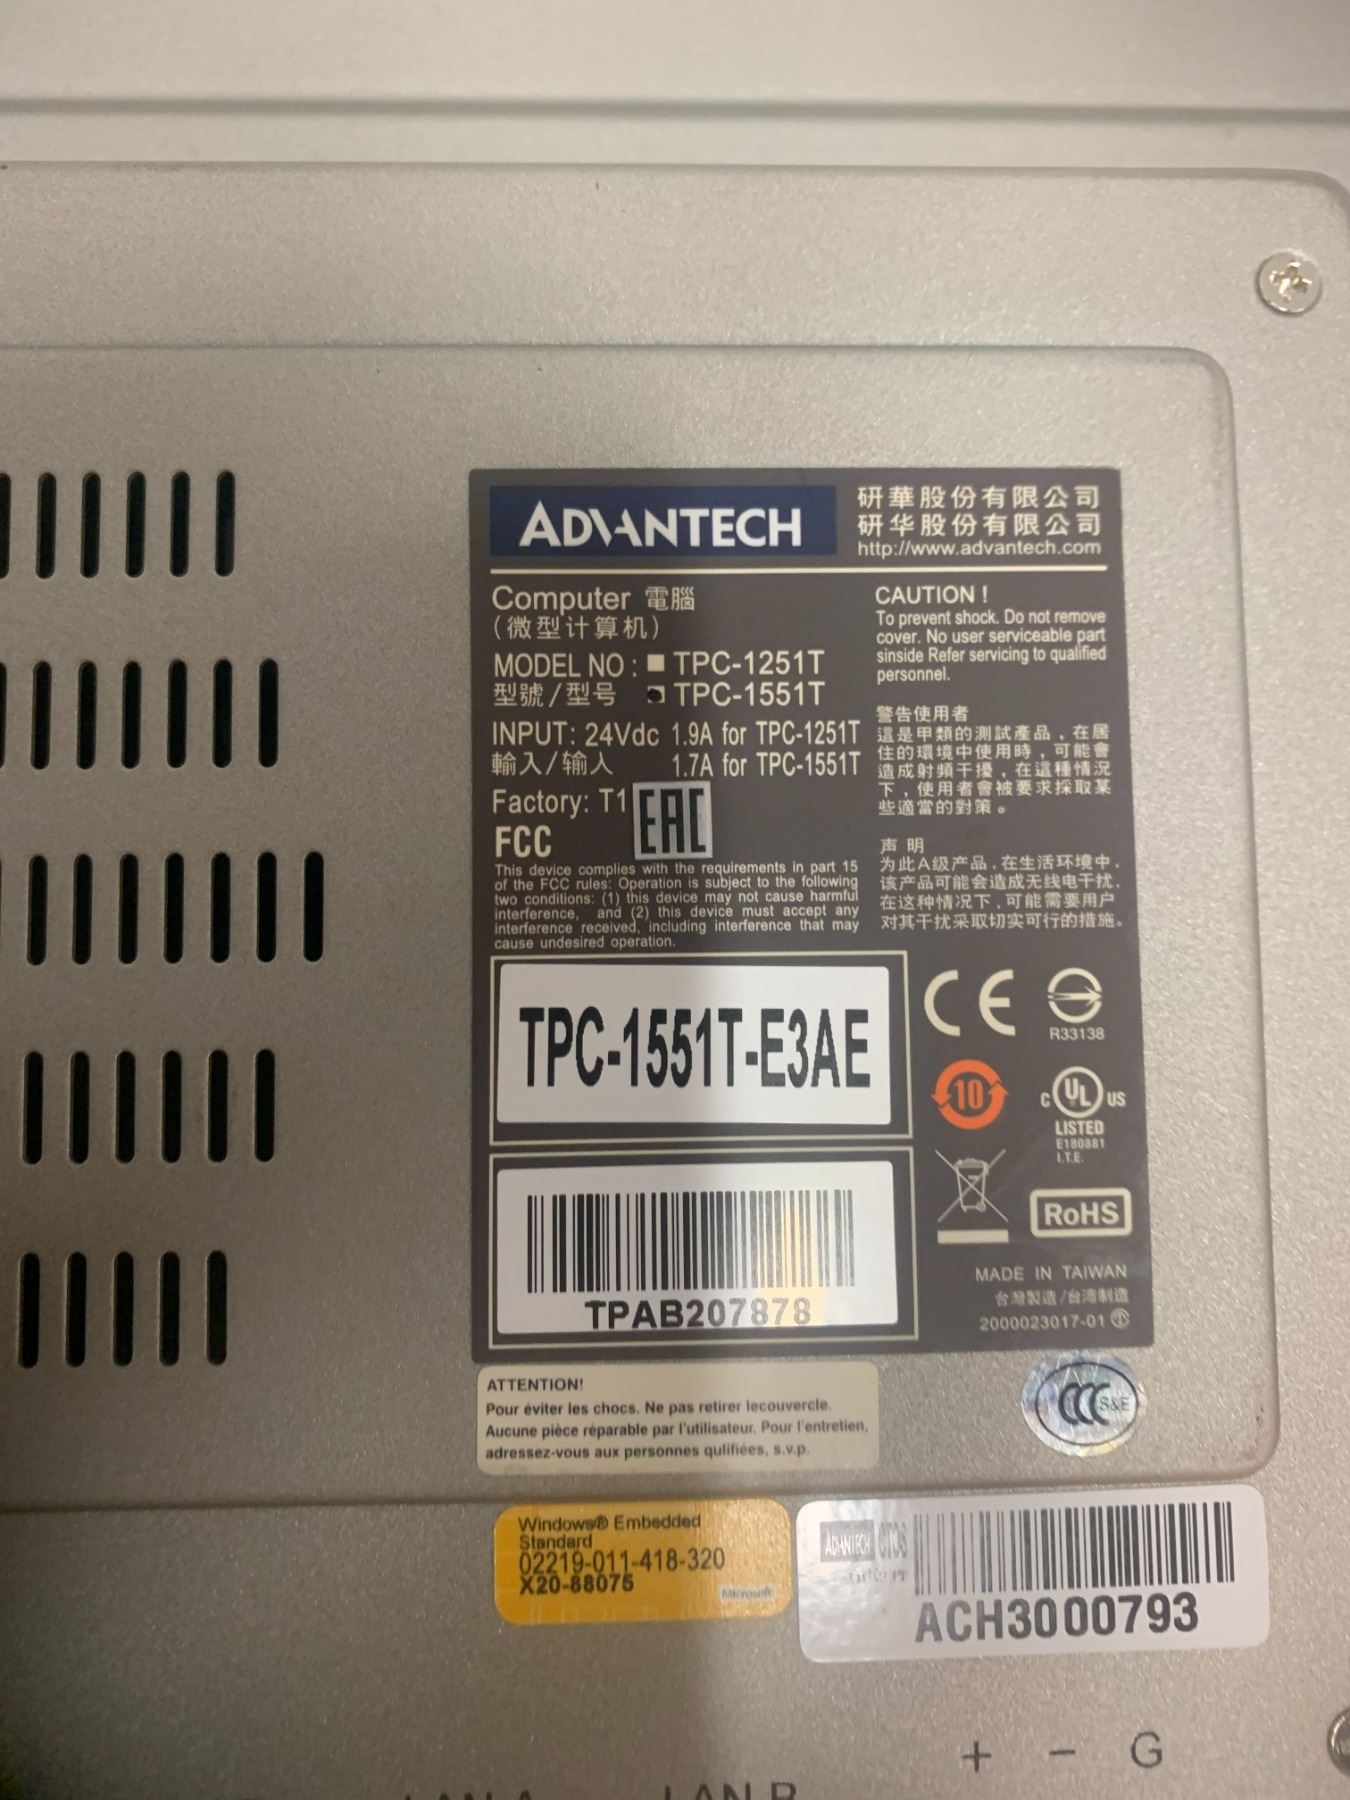 ADVANTECH
研華股份有限公司
研华股份有限公司
http://www.advantech.com
Computer 電腦
(微型计算机)
MODEL NO : TPC-1251T
型號/型号 TPC-1551T
INPUT: 24Vdc 1.9A for TPC-1251T
輸入/输入 1.7A for TPC-1551T
Factory: T1
EAC
FCC
This device complies with the requirements in part 15
of the FCC rules: Operation is subject to the following
two conditions: (1) this device may not cause harmful
interference, and (2) this device must accept any
interference received, including interference that may
cause undesired operation.
CAUTION !
To prevent shock. Do not remove
cover. No user serviceable part
sinside Refer servicing to qualified
personnel.
警告使用者
這是甲類的測試產品，在居
住的環境中使用時，可能會
造成射頻干擾，在這種情況
下，使用者會被要求採取某
些適當的對策。
声 明
为此A级产品，在生活环境中，
该产品可能会造成无线电干扰，
在这种情况下，可能需要用户
对其干扰采取切实可行的措施。
TPC-1551T-E3AE
CE
R33138
10
C UL US
LISTED
E180881
I.T.E.
RoHS
TPAB207878
MADE IN TAIWAN
台灣製造/台湾制造
2000023017-01
ATTENTION!
Pour éviter les chocs. Ne pas retirer lecouvercle.
Aucune pièce réparable par l'utilisateur. Pour l'entretien,
adressez-vous aux personnes qulifiées, s.v.p.
CCC S&E
Windows® Embedded
Standard
02219-011-418-320
X20-88075
Microsoft
ADVANTECH CTOS
ACH3000793
+ − G
LAN A LAN B